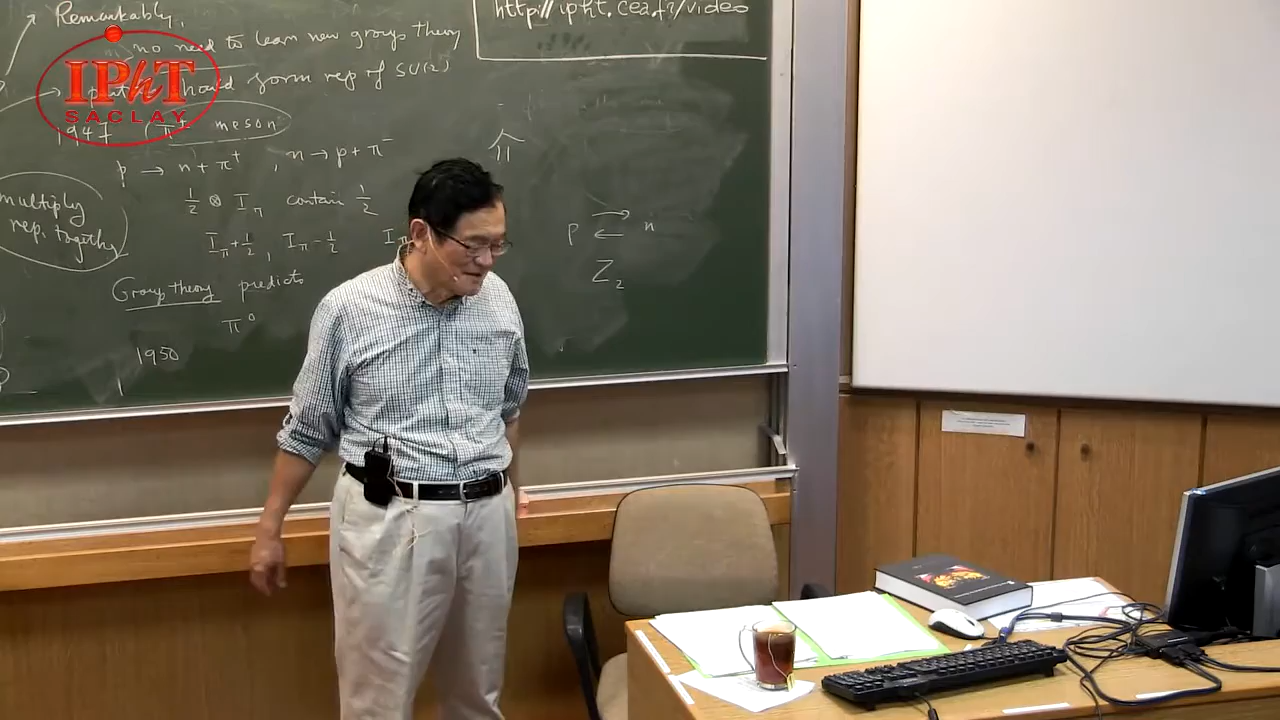 Remarkably,
no need to learn new group theory
should form rep of SU(2)
1947 (π± meson
p → n + π⁺ , n → p + π⁻
1/2 ⊗ I_π contain 1/2
I_π + 1/2, I_π - 1/2
multiply
rep. together
Group theory predicts
π⁰
1950
http://ipht.cea.fr/video
p ⇄ n
Z₂
IPhT
SACLAY